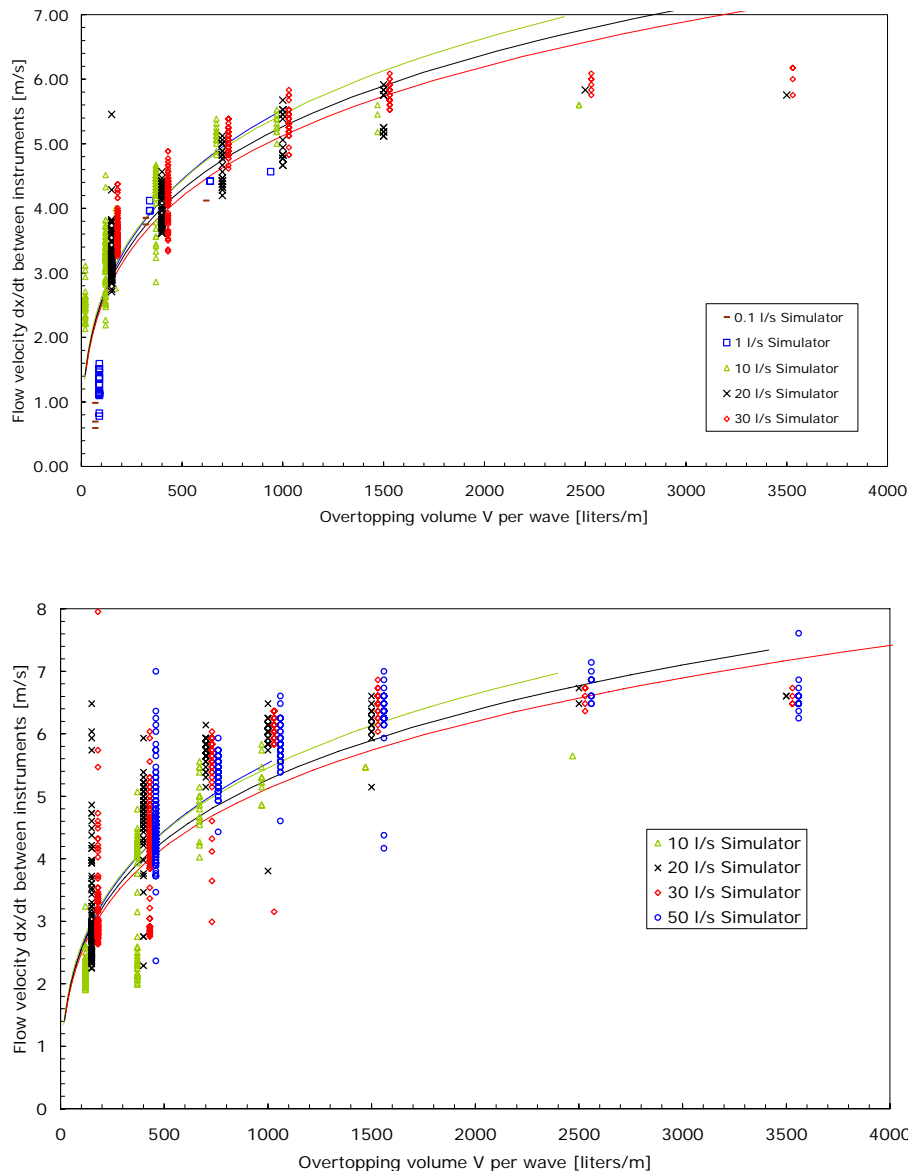 7.00
6.00
5.00
4.00
3.00
2.00
1.00
0.00
Flow velocity dx/dt between instruments [m/s]
0.1 l/s Simulator
1 l/s Simulator
10 l/s Simulator
20 l/s Simulator
30 l/s Simulator
0 500 1000 1500 2000 2500 3000 3500 4000
Overtopping volume V per wave [liters/m]
8
7
6
5
4
3
2
1
0
Flow velocity dx/dt between instruments [m/s]
10 l/s Simulator
20 l/s Simulator
30 l/s Simulator
50 l/s Simulator
0 500 1000 1500 2000 2500 3000 3500 4000
Overtopping volume V per wave [liters/m]